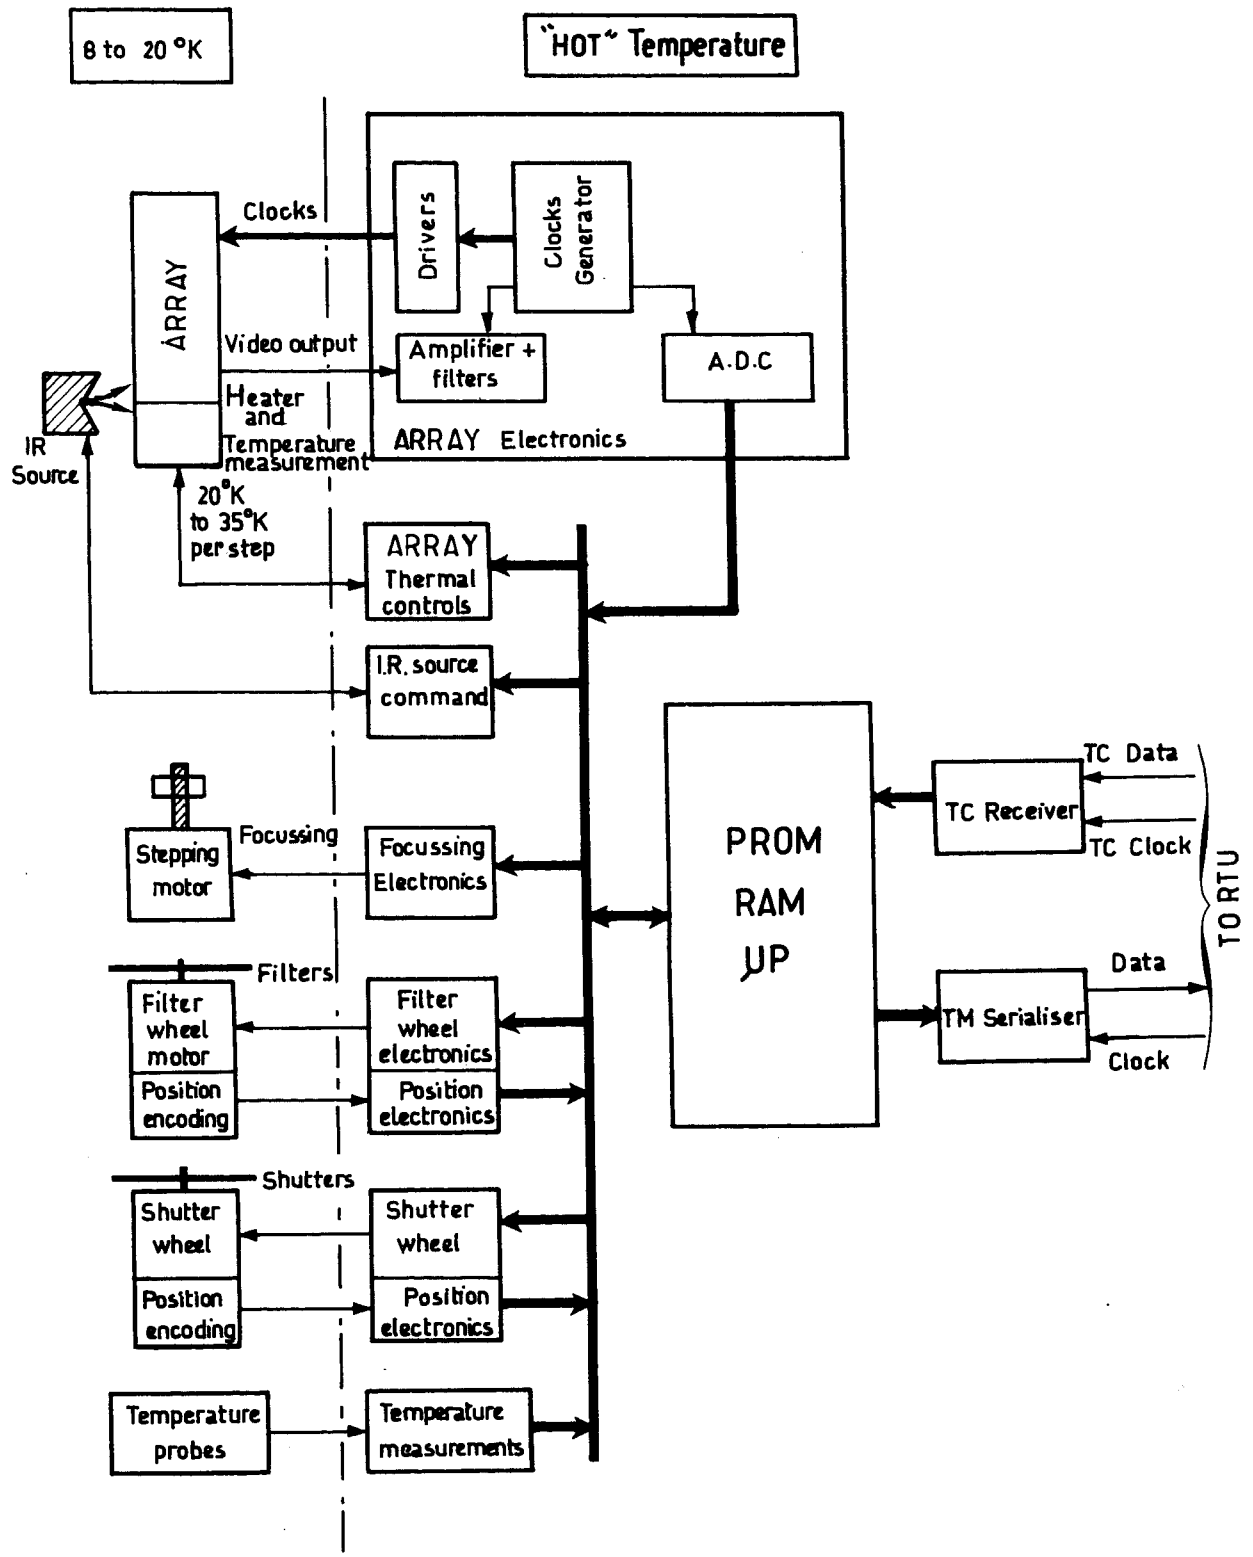 8 to 20 °K
"HOT" Temperature
ARRAY
Clocks
Drivers
Clocks
Generator
Video output
Amplifier +
filters
A.D.C
Heater
and
Temperature
measurement
ARRAY Electronics
IR
Source
20°K
to 35°K
per step
ARRAY
Thermal
controls
I.R. source
command
Stepping
motor
Focussing
Focussing
Electronics
PROM
RAM
µP
TC Receiver
TC Data
TC Clock
TO RTU
TM Serialiser
Data
Clock
Filters
Filter
wheel
motor
Position
encoding
Filter
wheel
electronics
Position
electronics
Shutters
Shutter
wheel
Position
encoding
Shutter
wheel
Position
electronics
Temperature
probes
Temperature
measurements